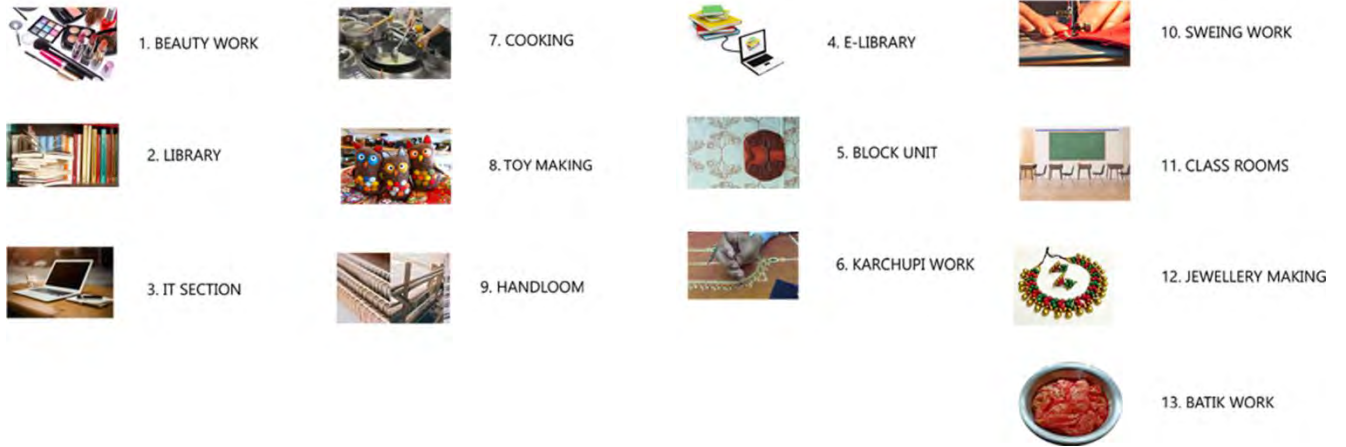 1. BEAUTY WORK
2. LIBRARY
3. IT SECTION
7. COOKING
8. TOY MAKING
9. HANDLOOM
4. E-LIBRARY
5. BLOCK UNIT
6. KARCHUPI WORK
10. SWEING WORK
11. CLASS ROOMS
12. JEWELLERY MAKING
13. BATIK WORK